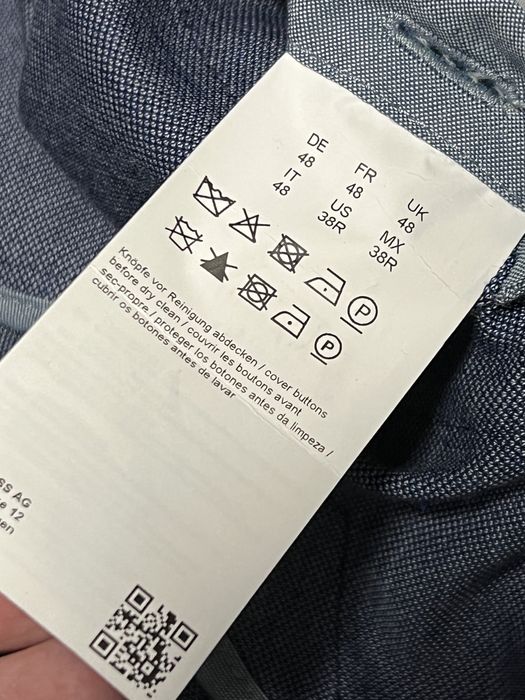 DE FR UK
48 48 48
IT US MX
48 38R 38R
P
P
Knöpfe vor Reinigung abdecken / cover buttons
before dry clean / couvrir les boutons avant
sec-propre / proteger los botones antes da limpeza /
cubrir os botones antes de lavar
SS AG
e 12
en